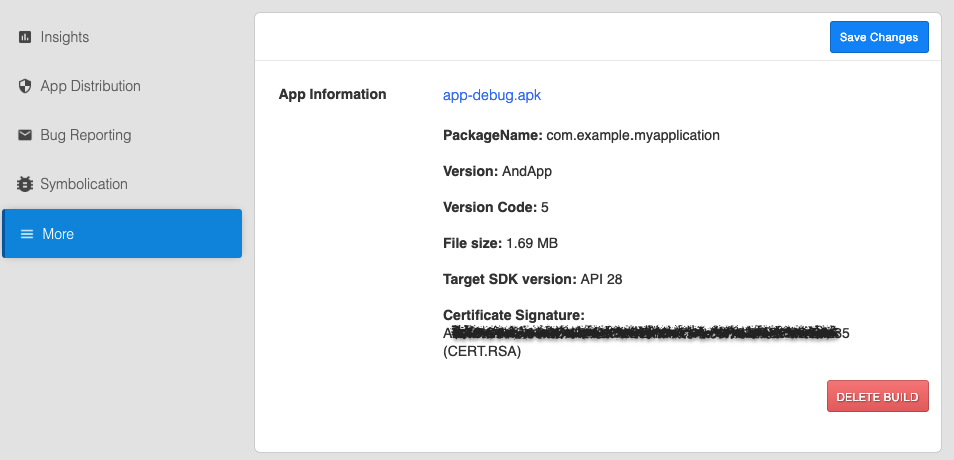 Insights
App Distribution
Bug Reporting
Symbolication
More
Save Changes
App Information
app-debug.apk
PackageName: com.example.myapplication
Version: AndApp
Version Code: 5
File size: 1.69 MB
Target SDK version: API 28
Certificate Signature:
(CERT.RSA)
DELETE BUILD